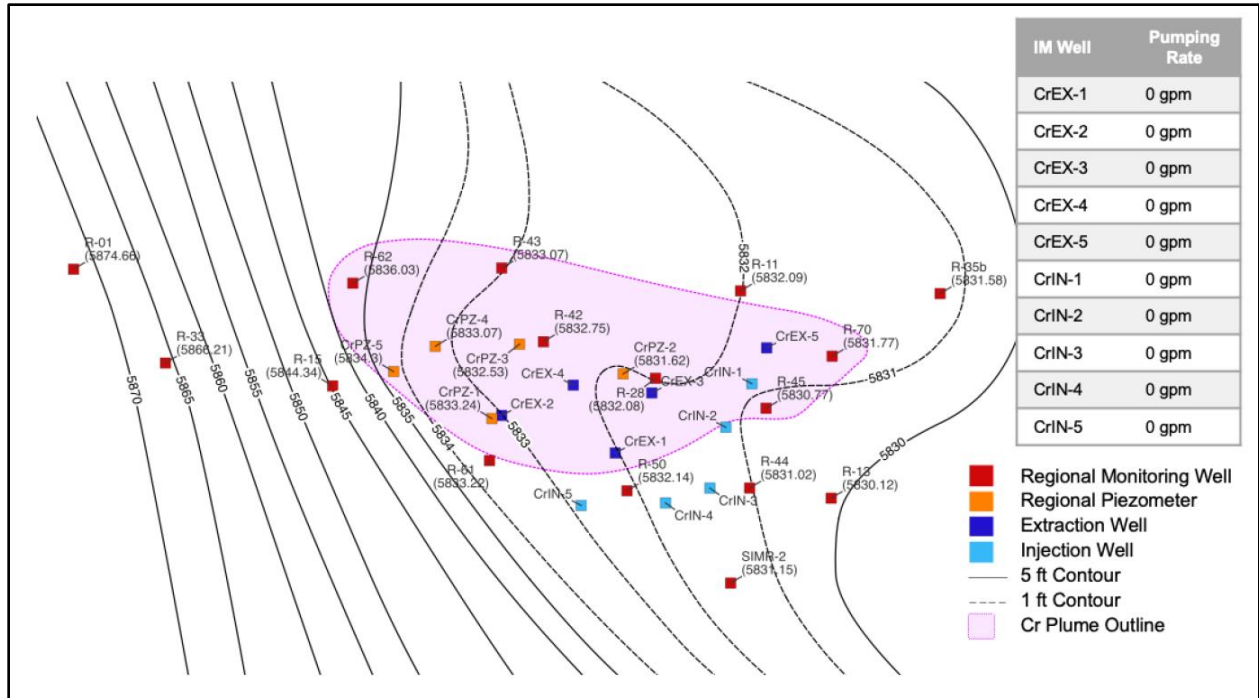 IM Well
Pumping
Rate
CrEX-1
0 gpm
CrEX-2
0 gpm
CrEX-3
0 gpm
CrEX-4
0 gpm
CrEX-5
0 gpm
CrIN-1
0 gpm
CrIN-2
0 gpm
CrIN-3
0 gpm
CrIN-4
0 gpm
CrIN-5
0 gpm
R-01
(5874.66)
R-62
(5836.03)
R-43
(5833.07)
R-11
(5832.09)
R-35b
(5831.58)
5832
R-33
(5866.21)
CrPZ-5
(5834.3)
CrPZ-4
(5833.07)
CrPZ-3
(5832.53)
R-42
(5832.75)
CrPZ-2
(5831.62)
CrEX-5
R-70
(5831.77)
R-15
(5844.34)
CrEX-4
R-28
(5832.08)
CrEX-3
CrIN-1
5831
R-45
(5830.77)
CrPZ-1
(5833.24)
CrEX-2
CrIN-2
5870
5865
5860
5855
5850
5845
5840
5835
5834
5833
5830
CrEX-1
R-61
(5833.22)
R-50
(5832.14)
R-44
(5831.02)
R-13
(5830.12)
CrIN-5
CrIN-4
CrIN-3
SIMR-2
(5831.15)
Regional Monitoring Well
Regional Piezometer
Extraction Well
Injection Well
5 ft Contour
1 ft Contour
Cr Plume Outline